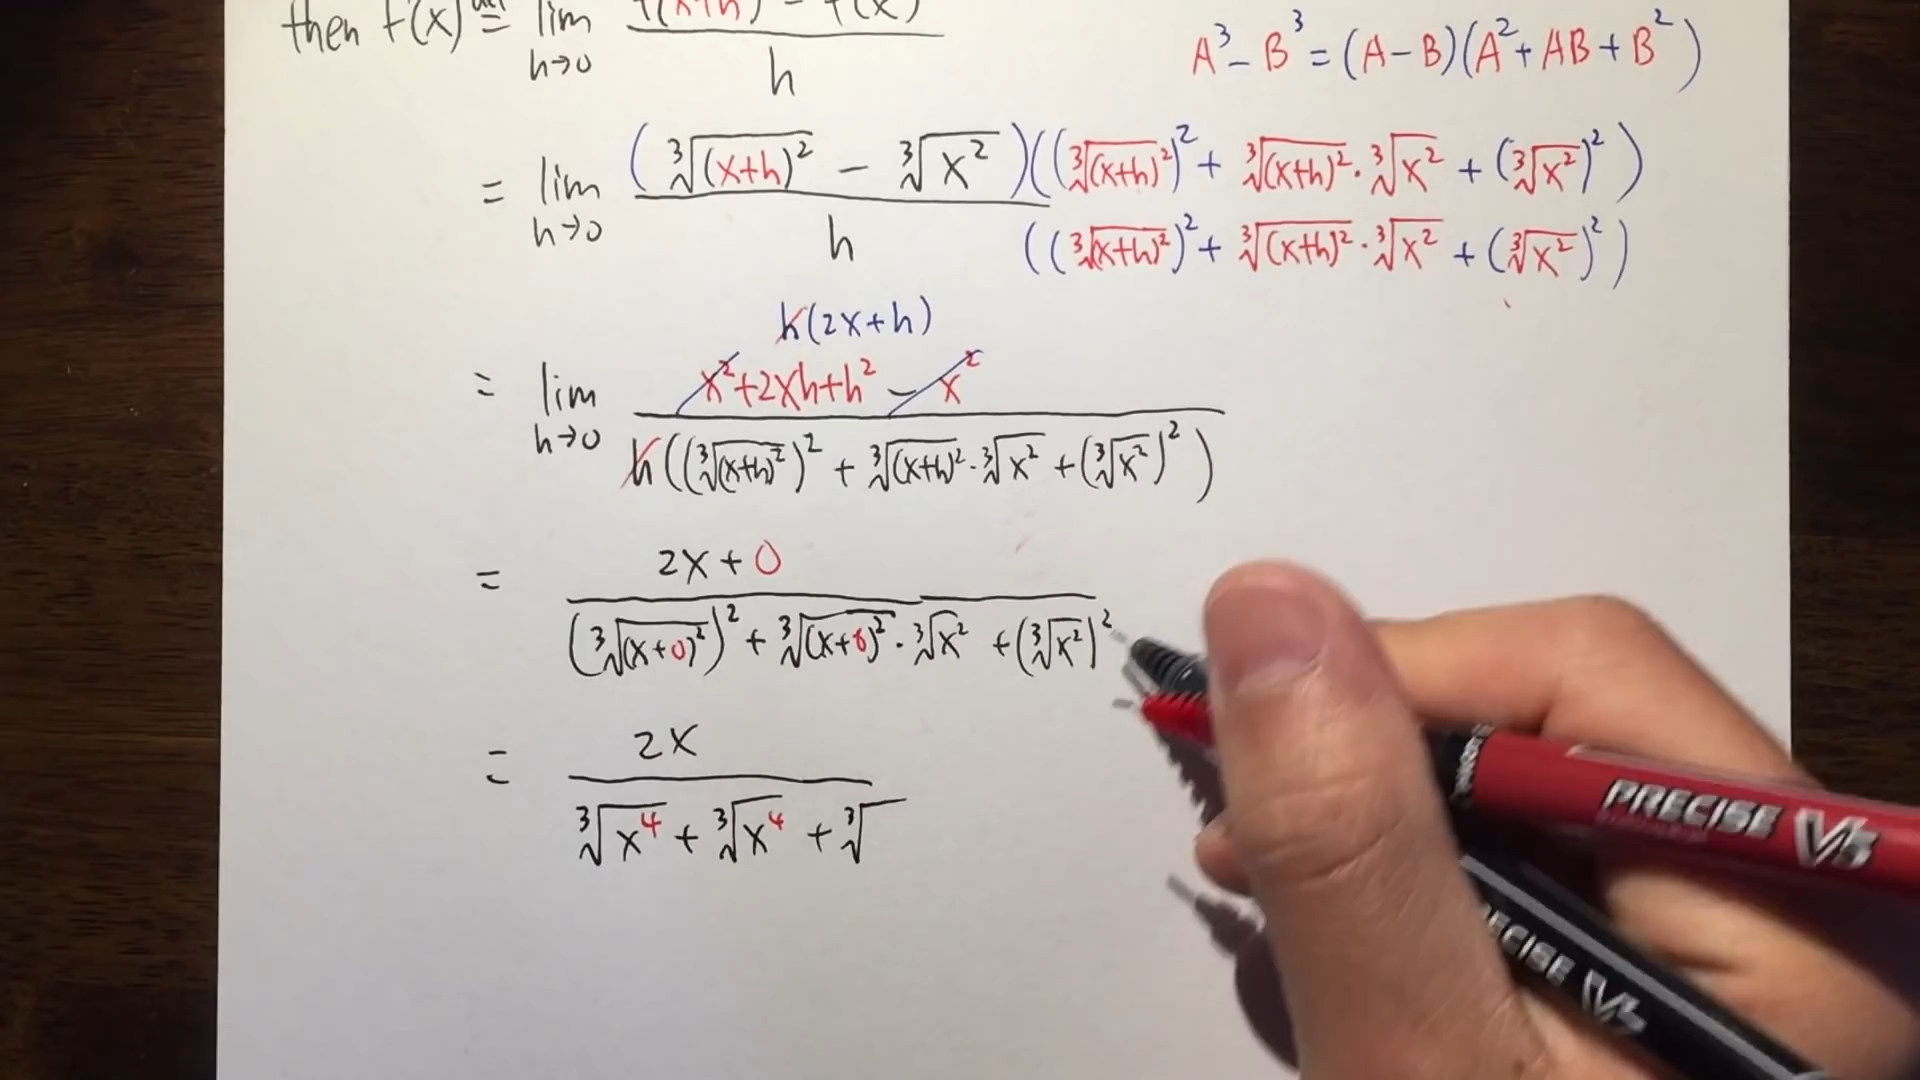 then f'(x) def= lim h→0 f(x+h) - f(x) / h
A³ - B³ = (A-B)(A² + AB + B²)
= lim h→0 (∛(x+h)² - ∛x²)((∛(x+h)²)² + ∛(x+h)² · ∛x² + (∛x²)²) / h ((∛(x+h)²)² + ∛(x+h)² · ∛x² + (∛x²)²)
h(2x+h)
= lim h→0 x²+2xh+h² - x² / h((∛(x+h)²)² + ∛(x+h)² · ∛x² + (∛x²)²)
= 2x + 0 / (∛(x+0)²)² + ∛(x+0)² · ∛x² + (∛x²)²
= 2x / ∛x⁴ + ∛x⁴ + ∛
PRECISE V5
RECISE V5